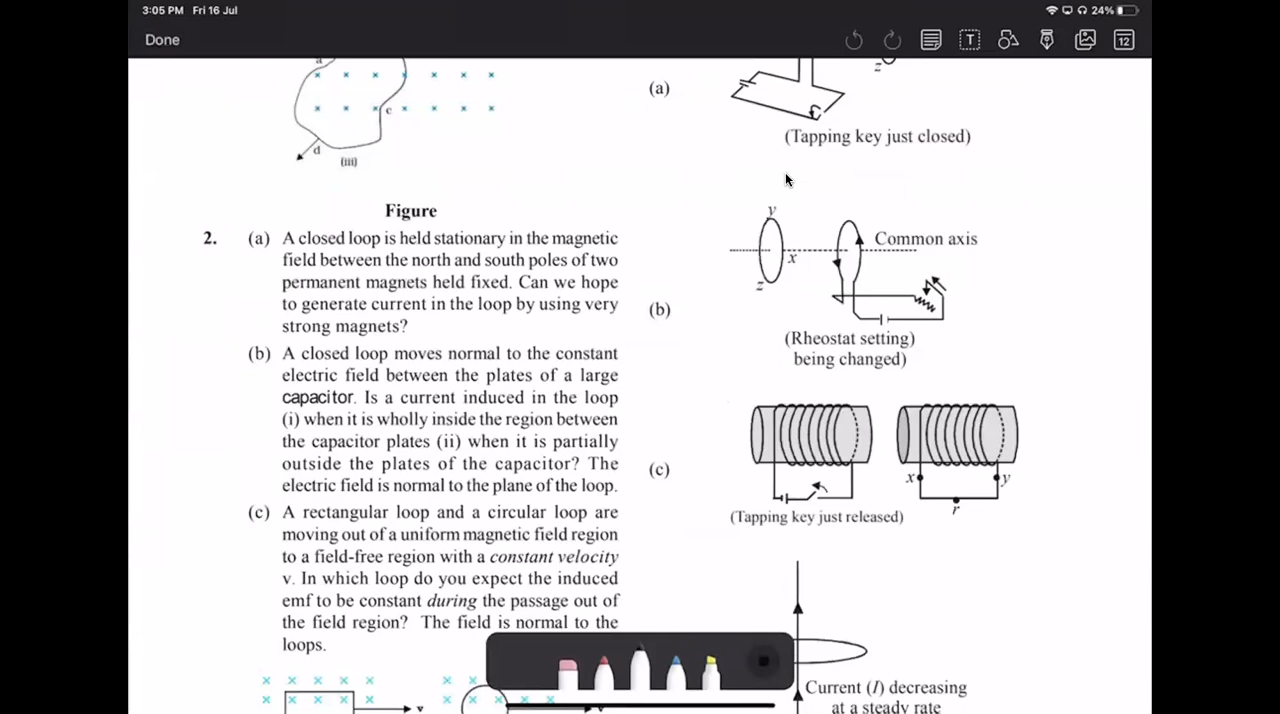 3:05 PM Fri 16 Jul
24%
Done
T
12
a
c
d
(iii)
Figure
2. (a) A closed loop is held stationary in the magnetic
field between the north and south poles of two
permanent magnets held fixed. Can we hope
to generate current in the loop by using very
strong magnets?
(b) A closed loop moves normal to the constant
electric field between the plates of a large
capacitor. Is a current induced in the loop
(i) when it is wholly inside the region between
the capacitor plates (ii) when it is partially
outside the plates of the capacitor? The
electric field is normal to the plane of the loop.
(c) A rectangular loop and a circular loop are
moving out of a uniform magnetic field region
to a field-free region with a constant velocity
v. In which loop do you expect the induced
emf to be constant during the passage out of
the field region? The field is normal to the
loops.
v
v
z
(a)
(Tapping key just closed)
y
Common axis
x
z
(b)
(Rheostat setting)
being changed)
(c)
x
y
r
(Tapping key just released)
Current (I) decreasing
at a steady rate